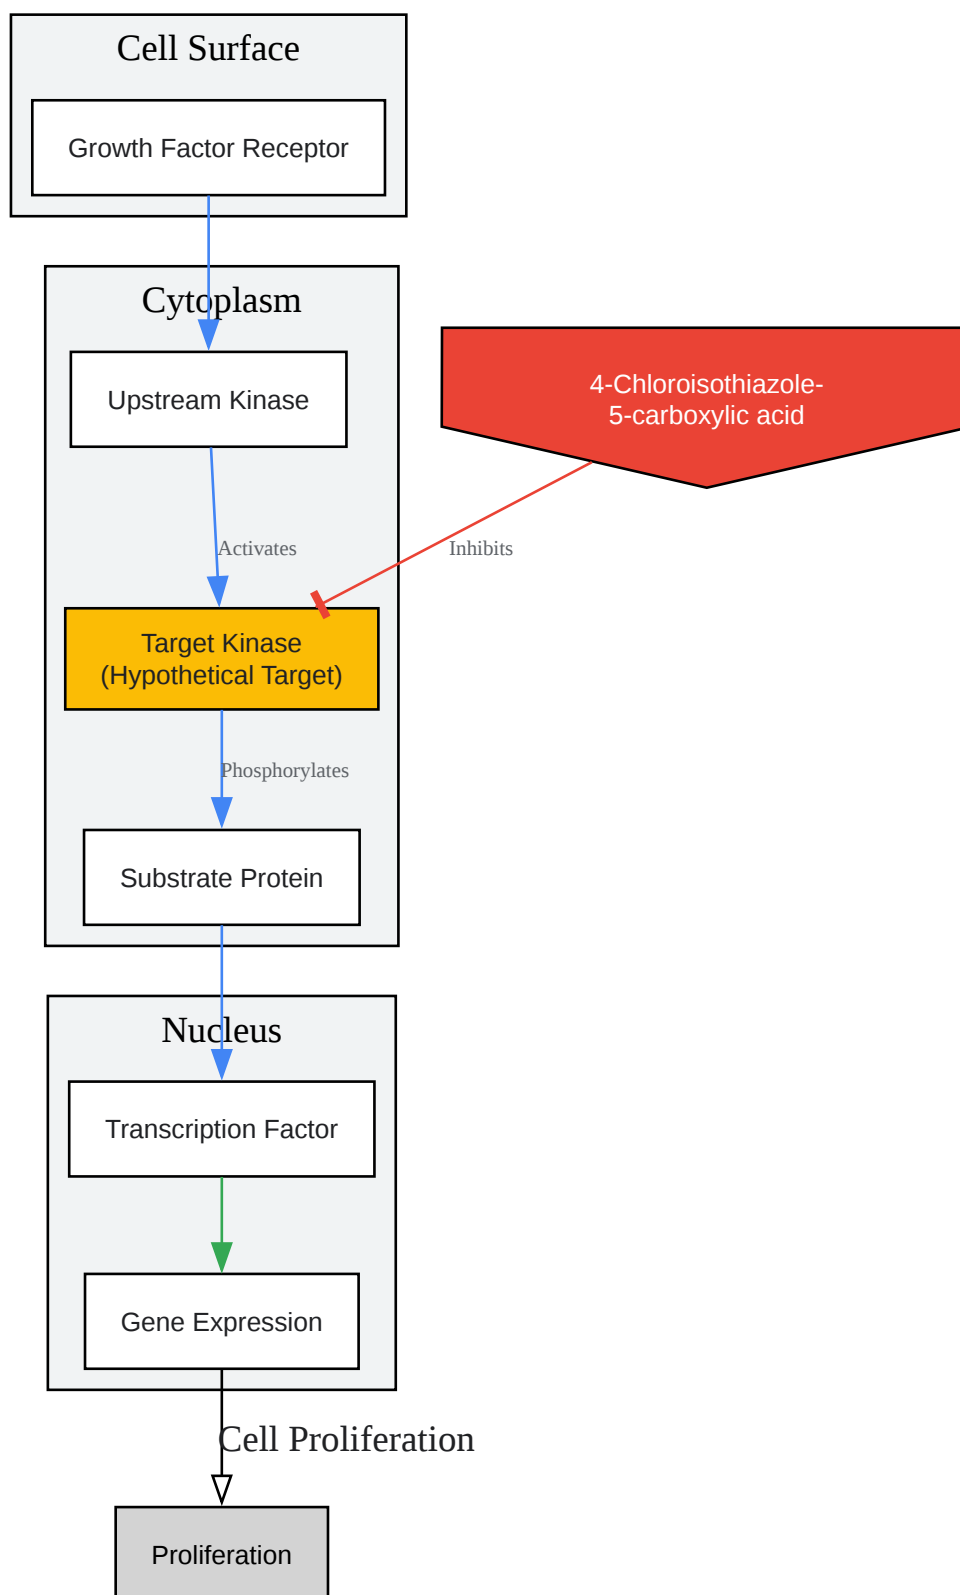 Cell Surface
Growth Factor Receptor
Cytoplasm
Upstream Kinase
4-Chloroisothiazole-
5-carboxylic acid
Activates
Inhibits
Target Kinase
(Hypothetical Target)
Phosphorylates
Substrate Protein
Nucleus
Transcription Factor
Gene Expression
Cell Proliferation
Proliferation